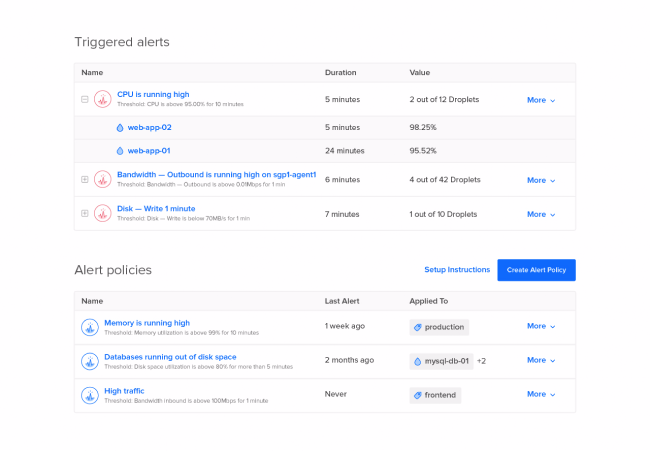 Triggered alerts
Name Duration Value
CPU is running high 5 minutes 2 out of 12 Droplets More
Threshold: CPU is above 95.00% for 10 minutes
web-app-02 5 minutes 98.25%
web-app-01 24 minutes 95.52%
Bandwidth — Outbound is running high on sgp1-agent1 6 minutes 4 out of 42 Droplets More
Threshold: Bandwidth — Outbound is above 0.01Mbps for 1 min
Disk — Write 1 minute 7 minutes 1 out of 10 Droplets More
Threshold: Disk — Write is below 70MB/s for 1 min
Alert policies Setup Instructions Create Alert Policy
Name Last Alert Applied To
Memory is running high 1 week ago production More
Threshold: Memory utilization is above 99% for 10 minutes
Databases running out of disk space 2 months ago mysql-db-01 +2 More
Threshold: Disk space utilization is above 80% for more than 5 minutes
High traffic Never frontend More
Threshold: Bandwidth inbound is above 100Mbps for 1 minute